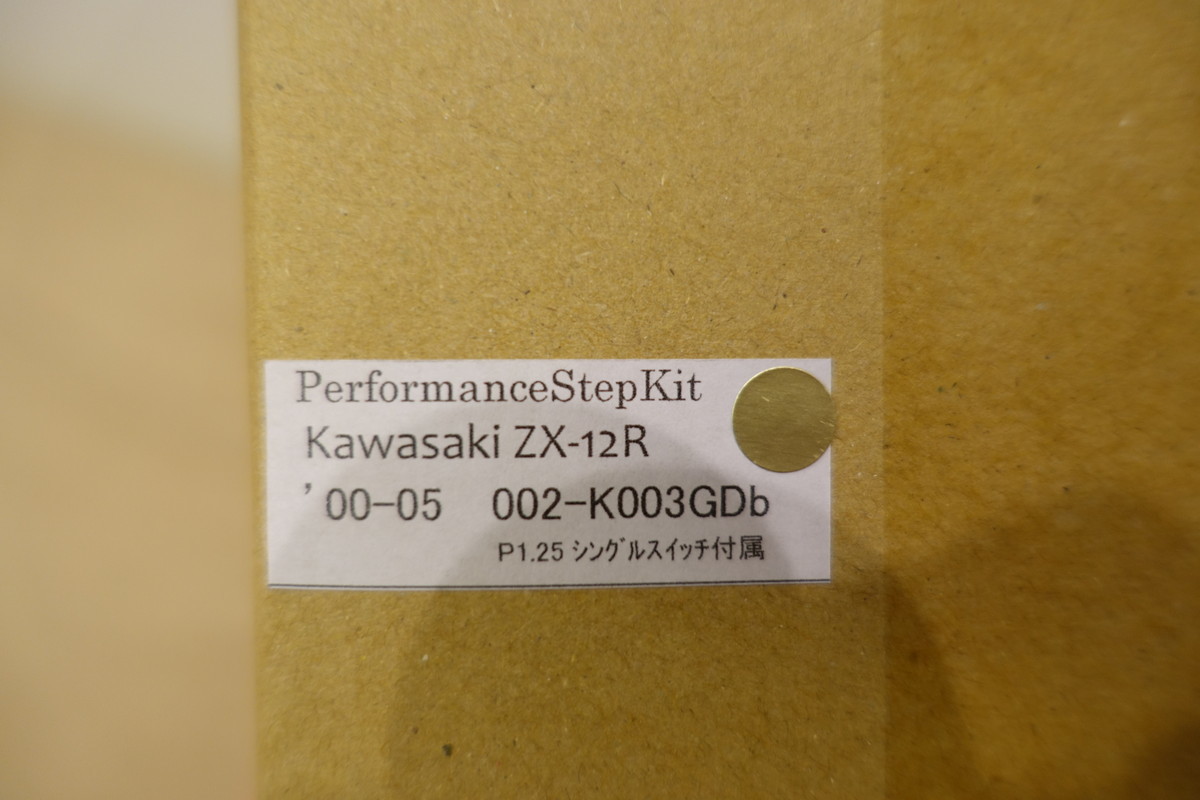 PerformanceStepKit
Kawasaki ZX-12R
'00-05 002-K003GDb
P1.25 シングルスイッチ付属